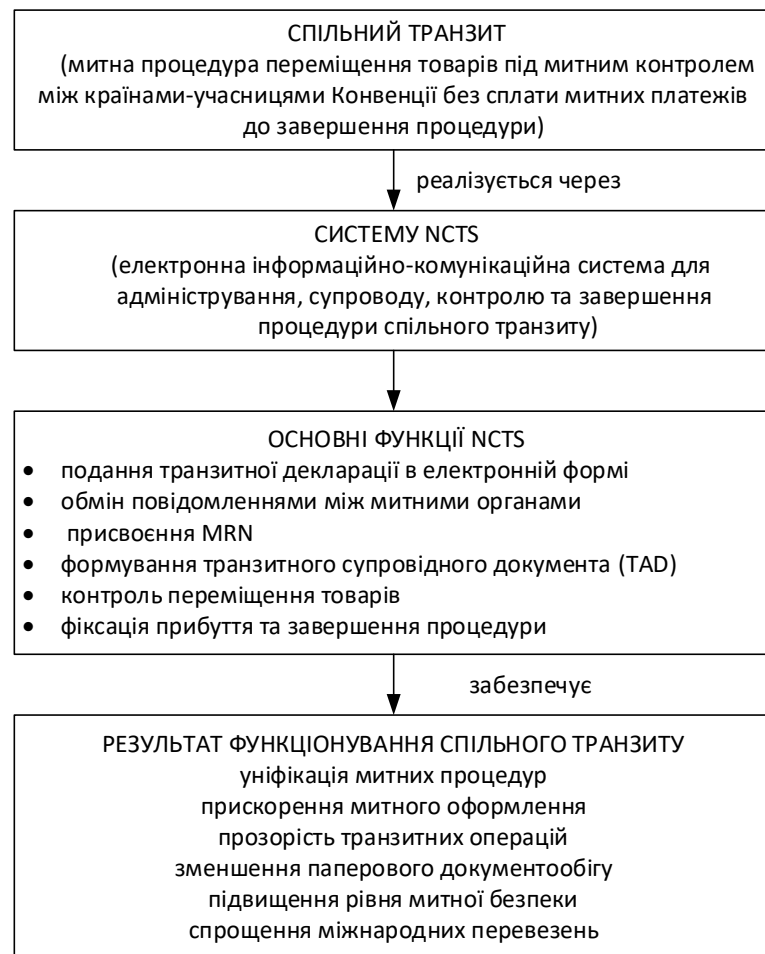 СПІЛЬНИЙ ТРАНЗИТ
(митна процедура переміщення товарів під митним контролем
між країнами-учасницями Конвенції без сплати митних платежів
до завершення процедури)
реалізується через
СИСТЕМУ NCTS
(електронна інформаційно-комунікаційна система для
адміністрування, супроводу, контролю та завершення
процедури спільного транзиту)
ОСНОВНІ ФУНКЦІЇ NCTS
• подання транзитної декларації в електронній формі
• обмін повідомленнями між митними органами
• присвоєння MRN
• формування транзитного супровідного документа (TAD)
• контроль переміщення товарів
• фіксація прибуття та завершення процедури
забезпечує
РЕЗУЛЬТАТ ФУНКЦІОНУВАННЯ СПІЛЬНОГО ТРАНЗИТУ
уніфікація митних процедур
прискорення митного оформлення
прозорість транзитних операцій
зменшення паперового документообігу
підвищення рівня митної безпеки
спрощення міжнародних перевезень